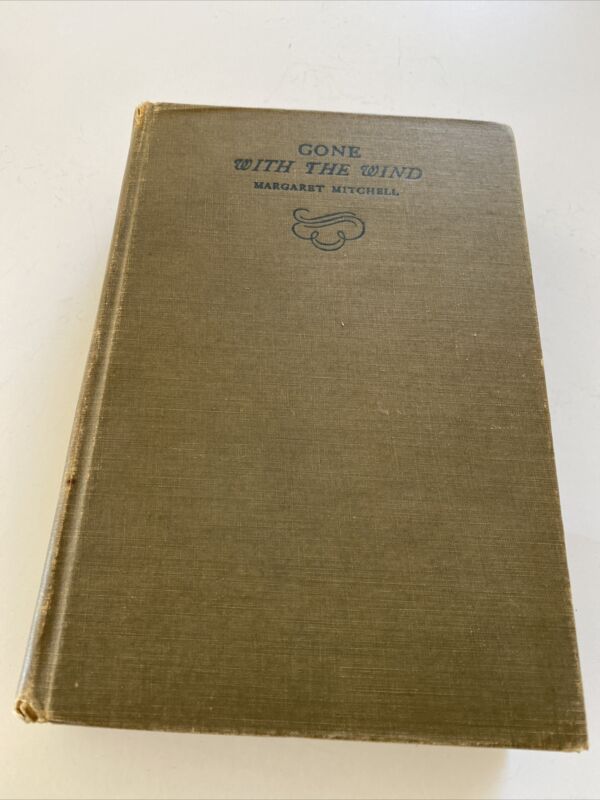 GONE
WITH THE WIND
MARGARET MITCHELL